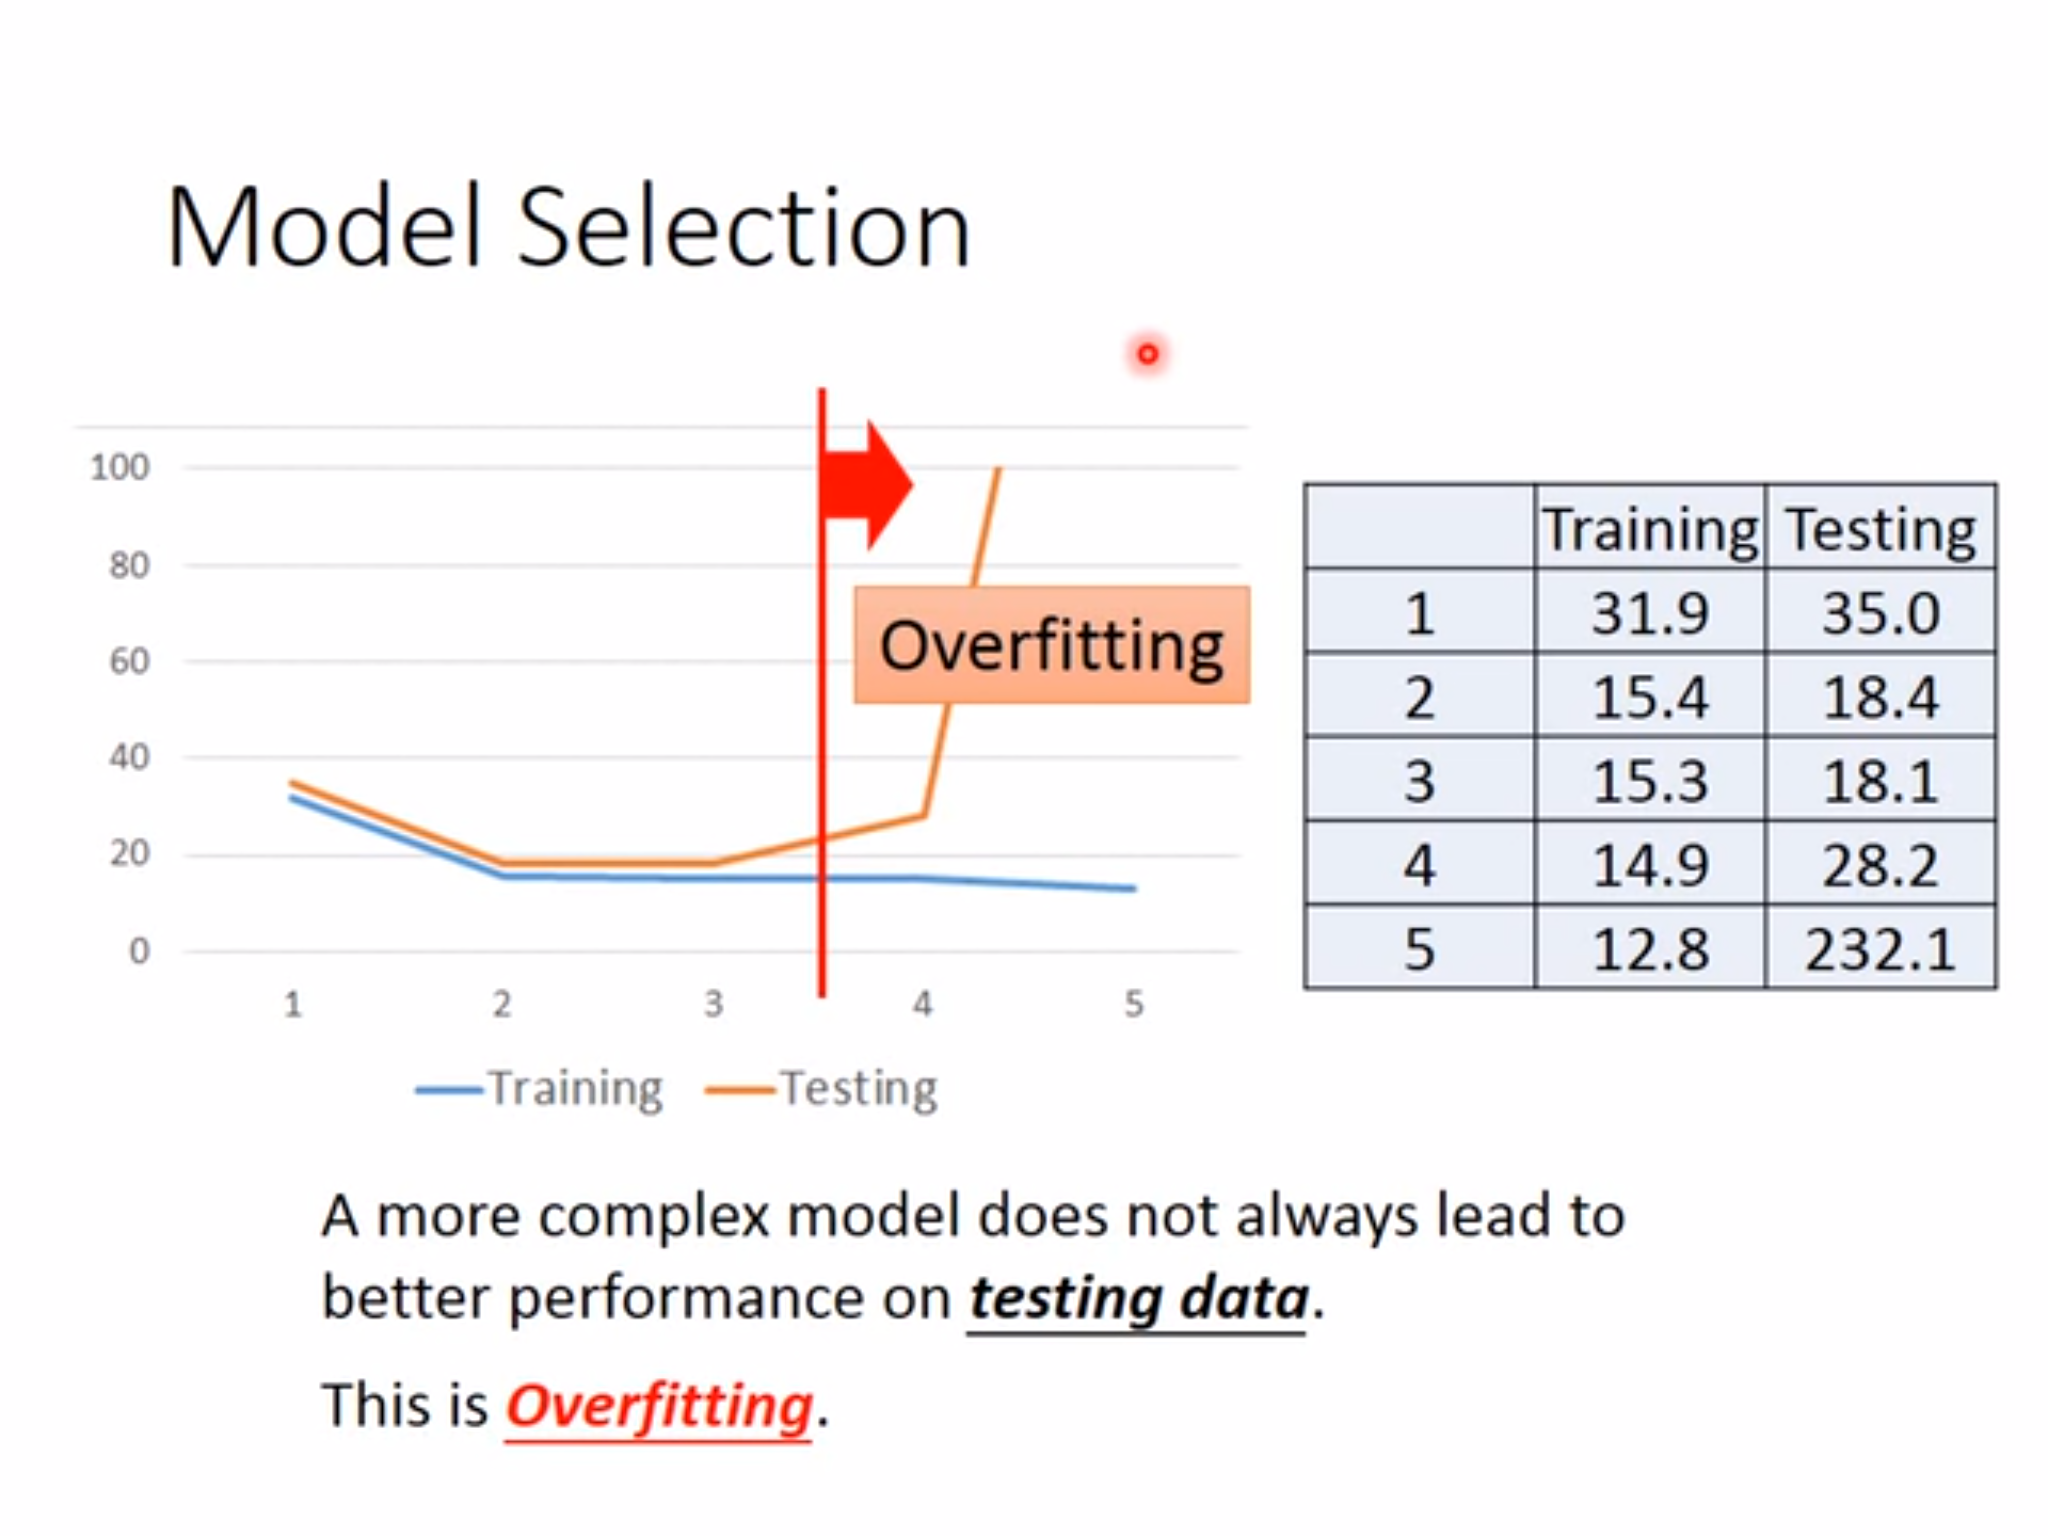 Model Selection
100
80
60
40
20
0
1 2 3 4 5
Overfitting
Training Testing
Training Testing
1 31.9 35.0
2 15.4 18.4
3 15.3 18.1
4 14.9 28.2
5 12.8 232.1
A more complex model does not always lead to
better performance on testing data.
This is Overfitting.